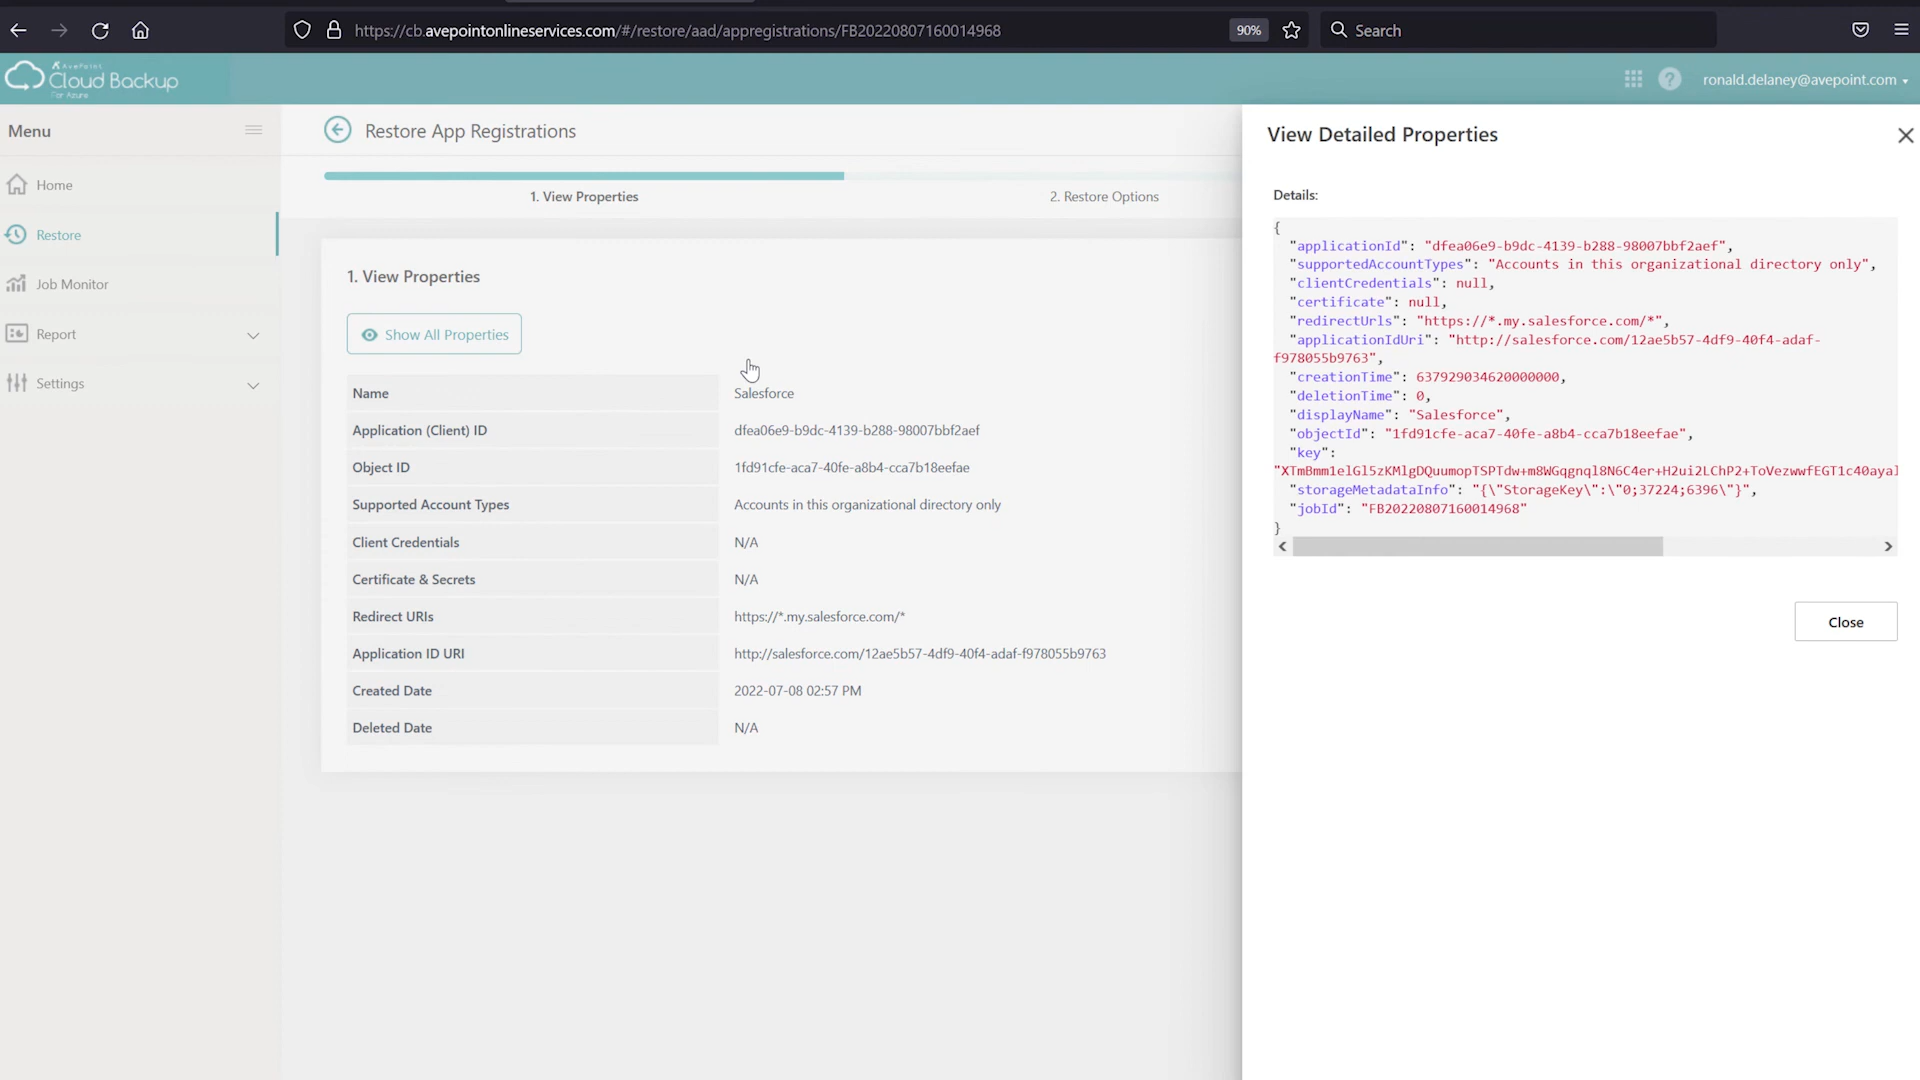 https://cb.avepointonlineservices.com/#/restore/aad/appregistrations/FB20220807160014968
90%
Search
AvePoint
Cloud Backup
For Azure
ronald.delaney@avepoint.com
Menu
Home
Restore
Job Monitor
Report
Settings
Restore App Registrations
1. View Properties
2. Restore Options
1. View Properties
Show All Properties
Name Salesforce
Application (Client) ID dfea06e9-b9dc-4139-b288-98007bbf2aef
Object ID 1fd91cfe-aca7-40fe-a8b4-cca7b18eefae
Supported Account Types Accounts in this organizational directory only
Client Credentials N/A
Certificate & Secrets N/A
Redirect URIs https://*.my.salesforce.com/*
Application ID URI http://salesforce.com/12ae5b57-4df9-40f4-adaf-f978055b9763
Created Date 2022-07-08 02:57 PM
Deleted Date N/A
View Detailed Properties
Details:
{
"applicationId": "dfea06e9-b9dc-4139-b288-98007bbf2aef",
"supportedAccountTypes": "Accounts in this organizational directory only",
"clientCredentials": null,
"certificate": null,
"redirectUrls": "https://*.my.salesforce.com/*",
"applicationIdUri": "http://salesforce.com/12ae5b57-4df9-40f4-adaf-
f978055b9763",
"creationTime": 637929034620000000,
"deletionTime": 0,
"displayName": "Salesforce",
"objectId": "1fd91cfe-aca7-40fe-a8b4-cca7b18eefae",
"key":
"XTmBmm1elGl5zKMlgDQuumopTSPTdw+m8WGqgnql8N6C4er+H2ui2LChP2+ToVezwwfEGT1c40ayal
"storageMetadataInfo": "{\"StorageKey\":\"0;37224;6396\"}",
"jobId": "FB20220807160014968"
}
Close